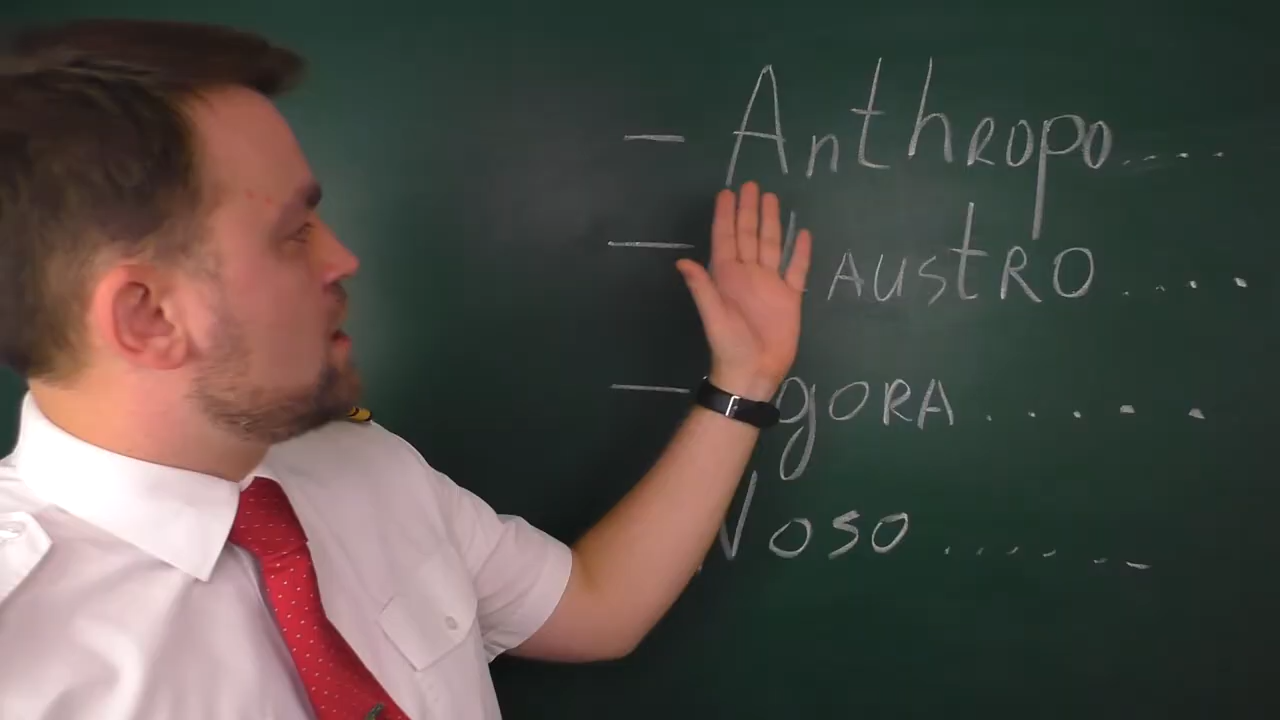 - Anthropo....
- austro....
- gora......
Noso......